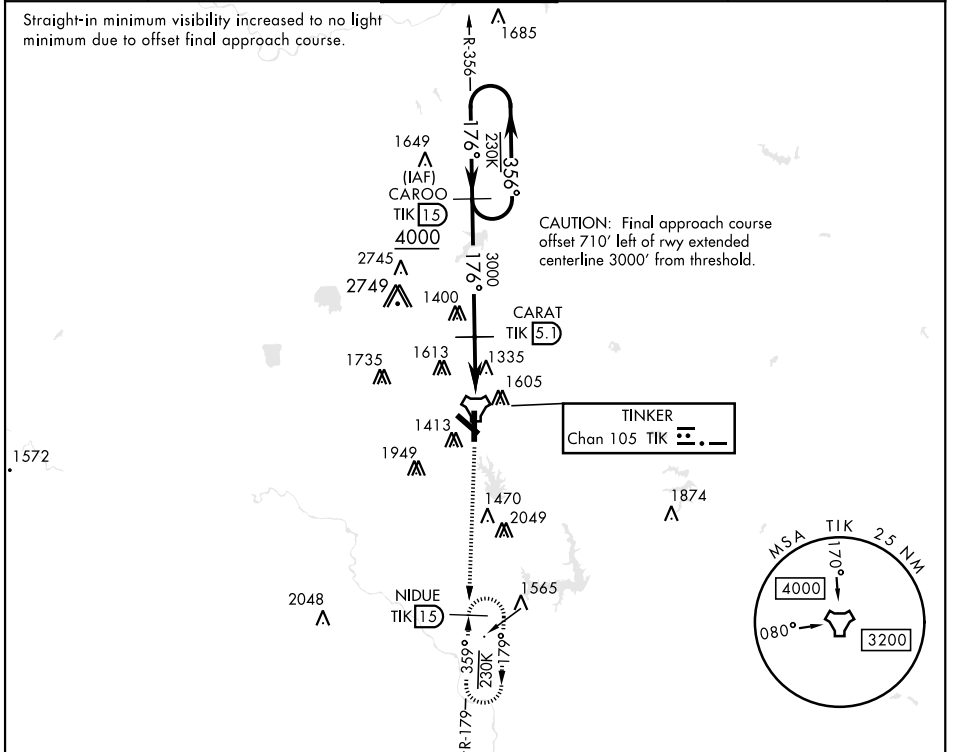 Straight-in minimum visibility increased to no light
minimum due to offset final approach course.
1685
R-356
176°
230K
356°
1649
(IAF)
CAROO
TIK 15
4000
CAUTION: Final approach course
offset 710' left of rwy extended
centerline 3000' from threshold.
2745
2749
3000
176°
1400
CARAT
TIK 5.1
1735
1613
1335
1605
TINKER
Chan 105 TIK
1413
1949
1572
1470
2049
1874
MSA TIK 25 NM
170°
4000
080°
3200
NIDUE
TIK 15
1565
2048
359°
230K
179°
R-179